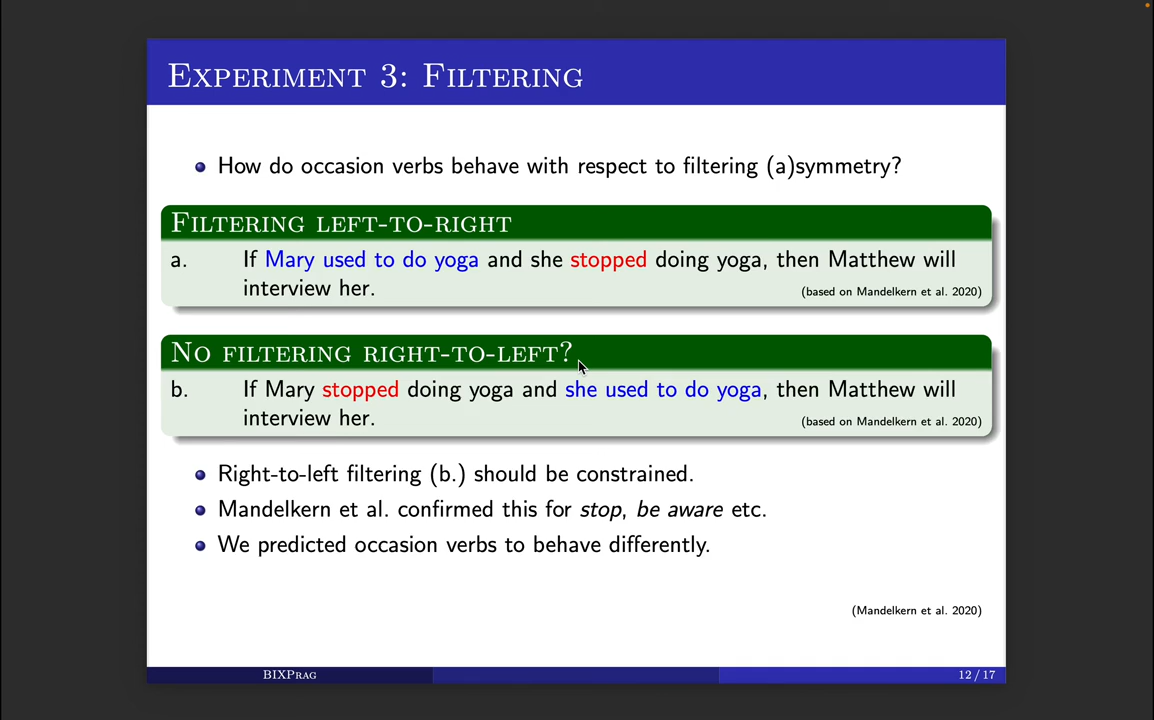 Experiment 3: Filtering
How do occasion verbs behave with respect to filtering (a)symmetry?
Filtering left-to-right
a. If Mary used to do yoga and she stopped doing yoga, then Matthew will
interview her. (based on Mandelkern et al. 2020)
No filtering right-to-left?
b. If Mary stopped doing yoga and she used to do yoga, then Matthew will
interview her. (based on Mandelkern et al. 2020)
Right-to-left filtering (b.) should be constrained.
Mandelkern et al. confirmed this for stop, be aware etc.
We predicted occasion verbs to behave differently.
(Mandelkern et al. 2020)
BIXPrag 12 / 17